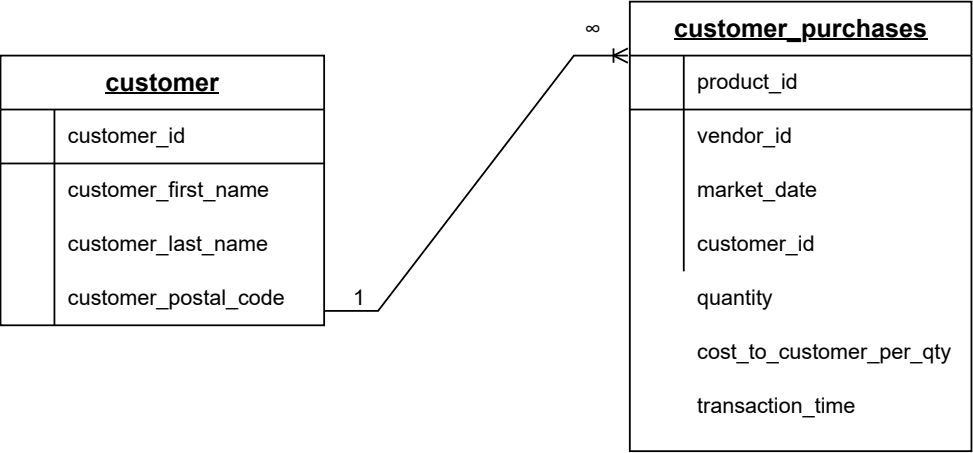 customer
customer_id
customer_first_name
customer_last_name
customer_postal_code
1
∞
customer_purchases
product_id
vendor_id
market_date
customer_id
quantity
cost_to_customer_per_qty
transaction_time